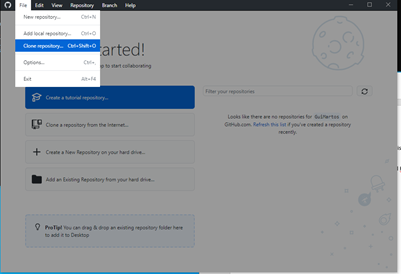 File Edit View Repository Branch Help
New repository... Ctrl+N
Add local repository... Ctrl+O
Clone repository... Ctrl+Shift+O
Options... Ctrl+,
Exit Alt+F4
started!
to start collaborating.
Create a tutorial repository...
Clone a repository from the Internet...
Create a New Repository on your hard drive...
Add an Existing Repository from your hard drive...
ProTip! You can drag & drop an existing repository folder here
to add it to Desktop
Filter your repositories
Looks like there are no repositories for on
GitHub.com. Refresh this list if you've created a repository
recently.